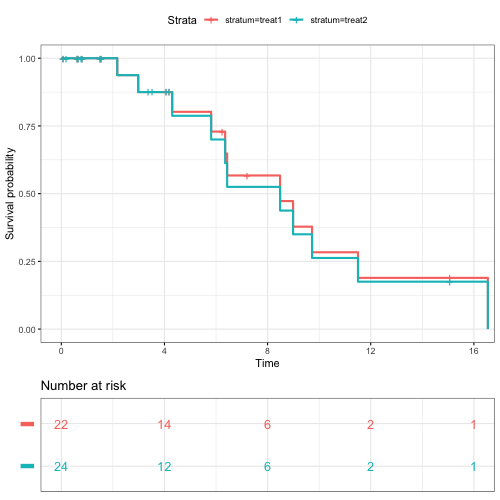 Strata stratum=treat1 stratum=treat2
Survival probability
1.00
0.75
0.50
0.25
0.00
0 4 8 12 16
Time
Number at risk
22 14 6 2 1
24 12 6 2 1